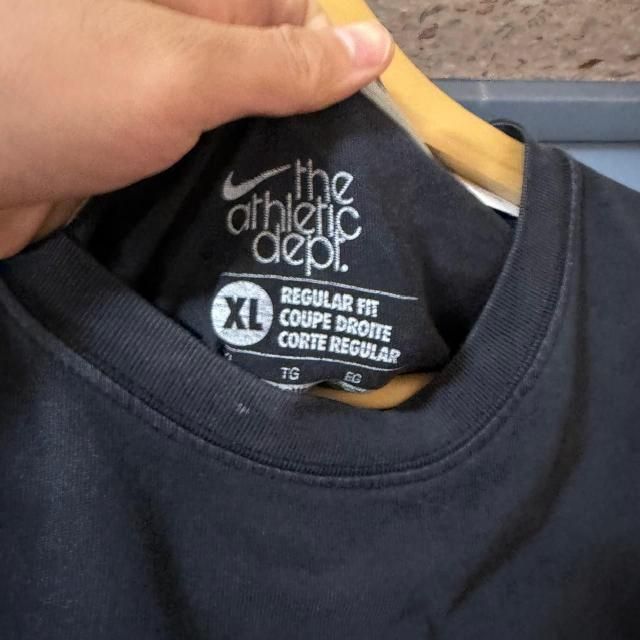 the
athletic
dept.
XL
REGULAR FIT
COUPE DROITE
CORTE REGULAR
TG EG